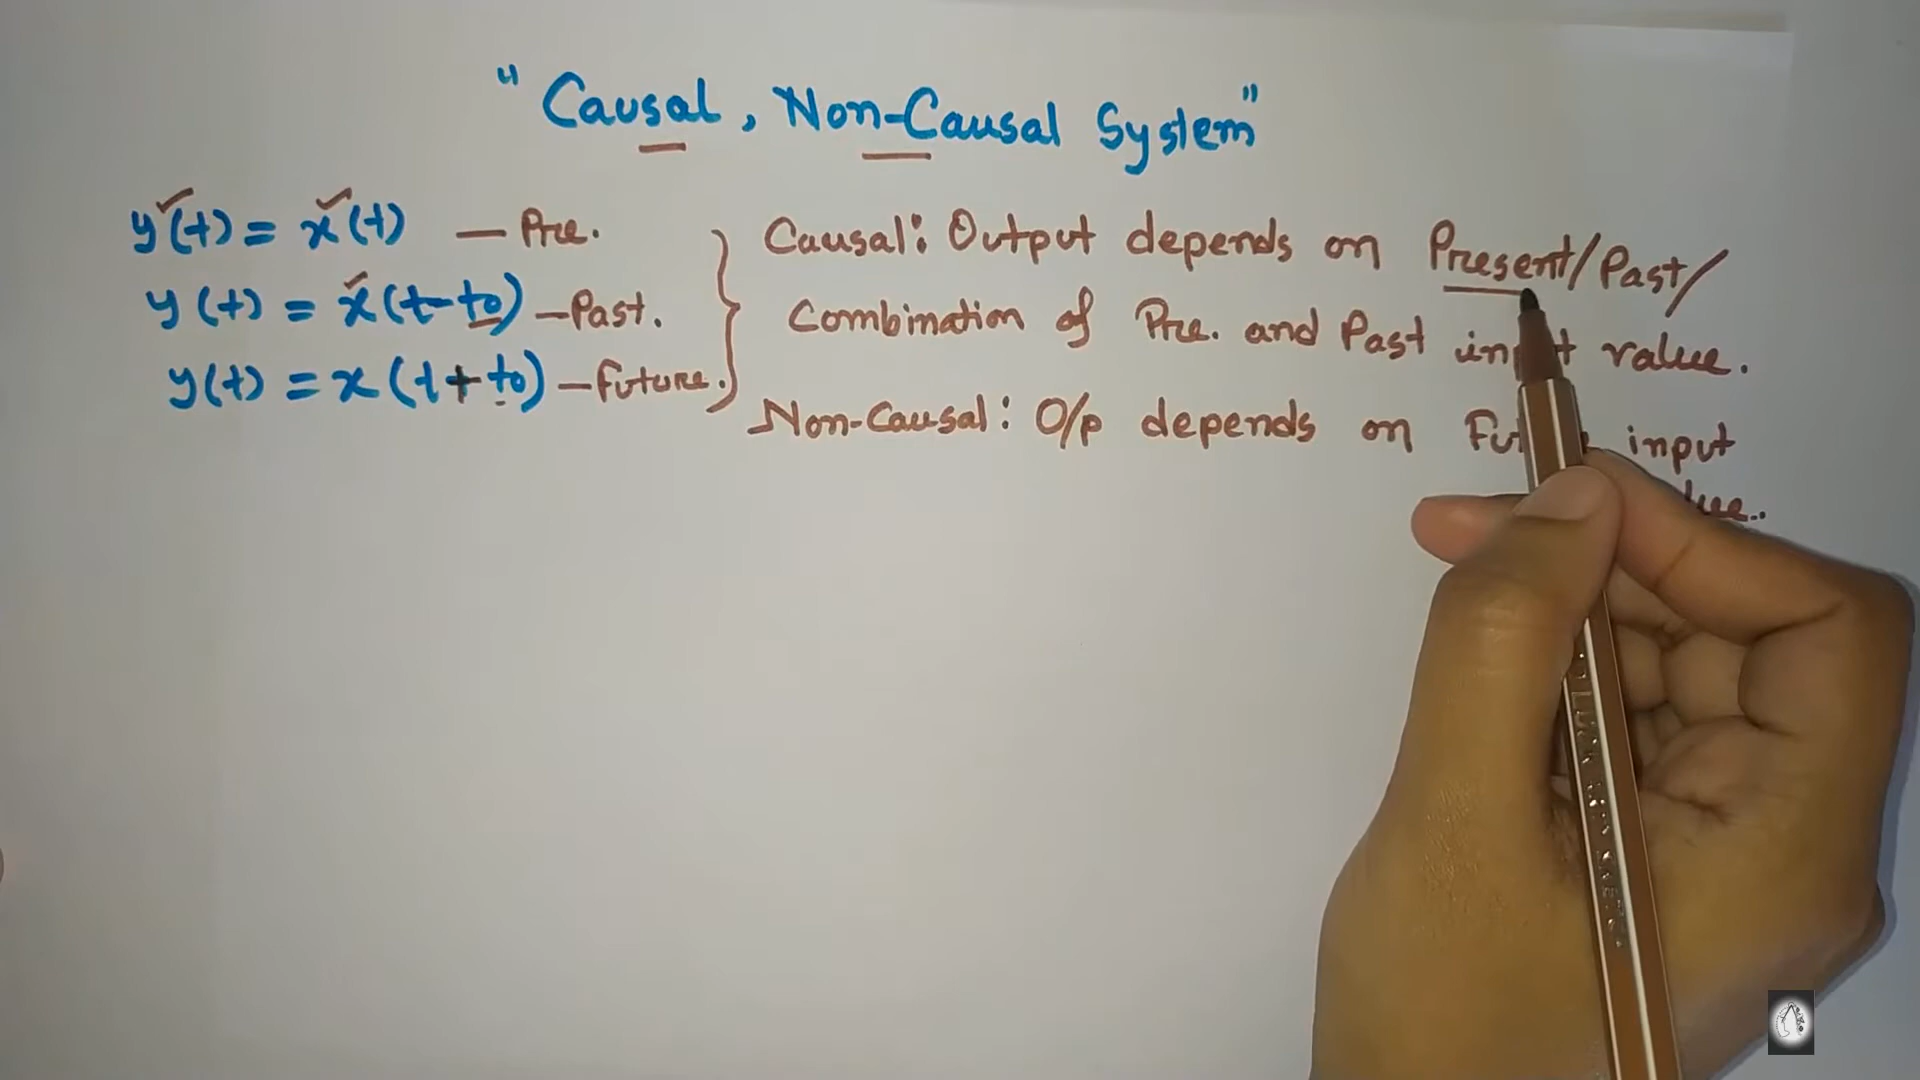 "Causal, Non-Causal System"
y(t) = x(t) — Pre.
y(t) = x(t-to) — Past.
y(t) = x(t+to) — Future.
Causal: Output depends on Present/Past/
Combination of Pre. and Past value.
Non-Causal: O/p depends on input